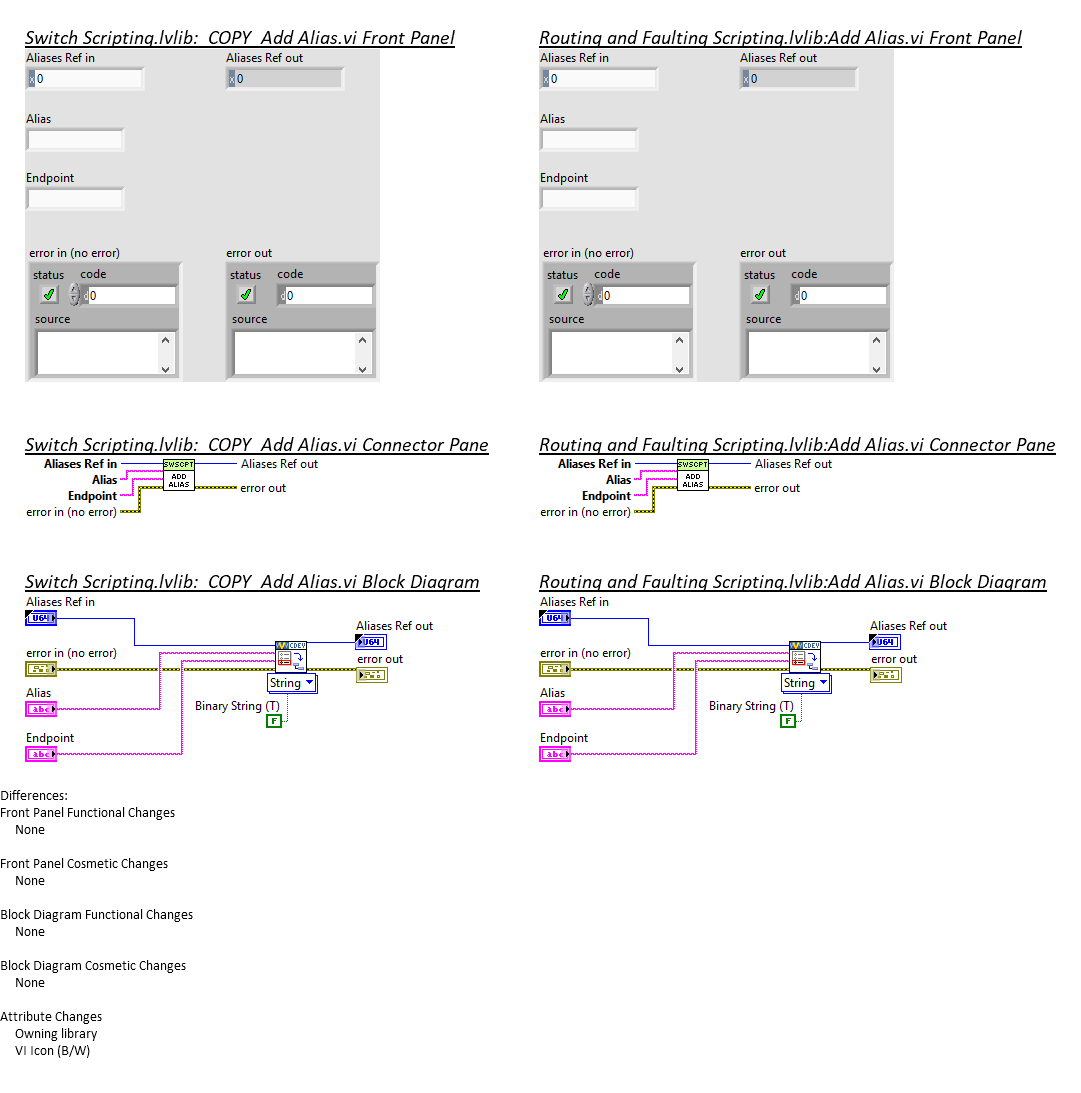 Switch Scripting.lvlib:  COPY  Add Alias.vi Front Panel
Aliases Ref in
Aliases Ref out
x 0
x 0
Alias
Endpoint
error in (no error)
error out
status
code
status
code
d 0
d 0
source
source
Routing and Faulting Scripting.lvlib:Add Alias.vi Front Panel
Aliases Ref in
Aliases Ref out
x 0
x 0
Alias
Endpoint
error in (no error)
error out
status
code
status
code
d 0
d 0
source
source
Switch Scripting.lvlib:  COPY  Add Alias.vi Connector Pane
Aliases Ref in
Alias
Endpoint
error in (no error)
SWSCPT
ADD
ALIAS
Aliases Ref out
error out
Routing and Faulting Scripting.lvlib:Add Alias.vi Connector Pane
Aliases Ref in
Alias
Endpoint
error in (no error)
SWSCPT
ADD
ALIAS
Aliases Ref out
error out
Switch Scripting.lvlib:  COPY  Add Alias.vi Block Diagram
Aliases Ref in
U64
error in (no error)
Alias
abc
Endpoint
abc
CDEV
String
Binary String (T)
F
Aliases Ref out
U64
error out
Routing and Faulting Scripting.lvlib:Add Alias.vi Block Diagram
Aliases Ref in
U64
error in (no error)
Alias
abc
Endpoint
abc
CDEV
String
Binary String (T)
F
Aliases Ref out
U64
error out
Differences:
Front Panel Functional Changes
None
Front Panel Cosmetic Changes
None
Block Diagram Functional Changes
None
Block Diagram Cosmetic Changes
None
Attribute Changes
Owning library
VI Icon (B/W)